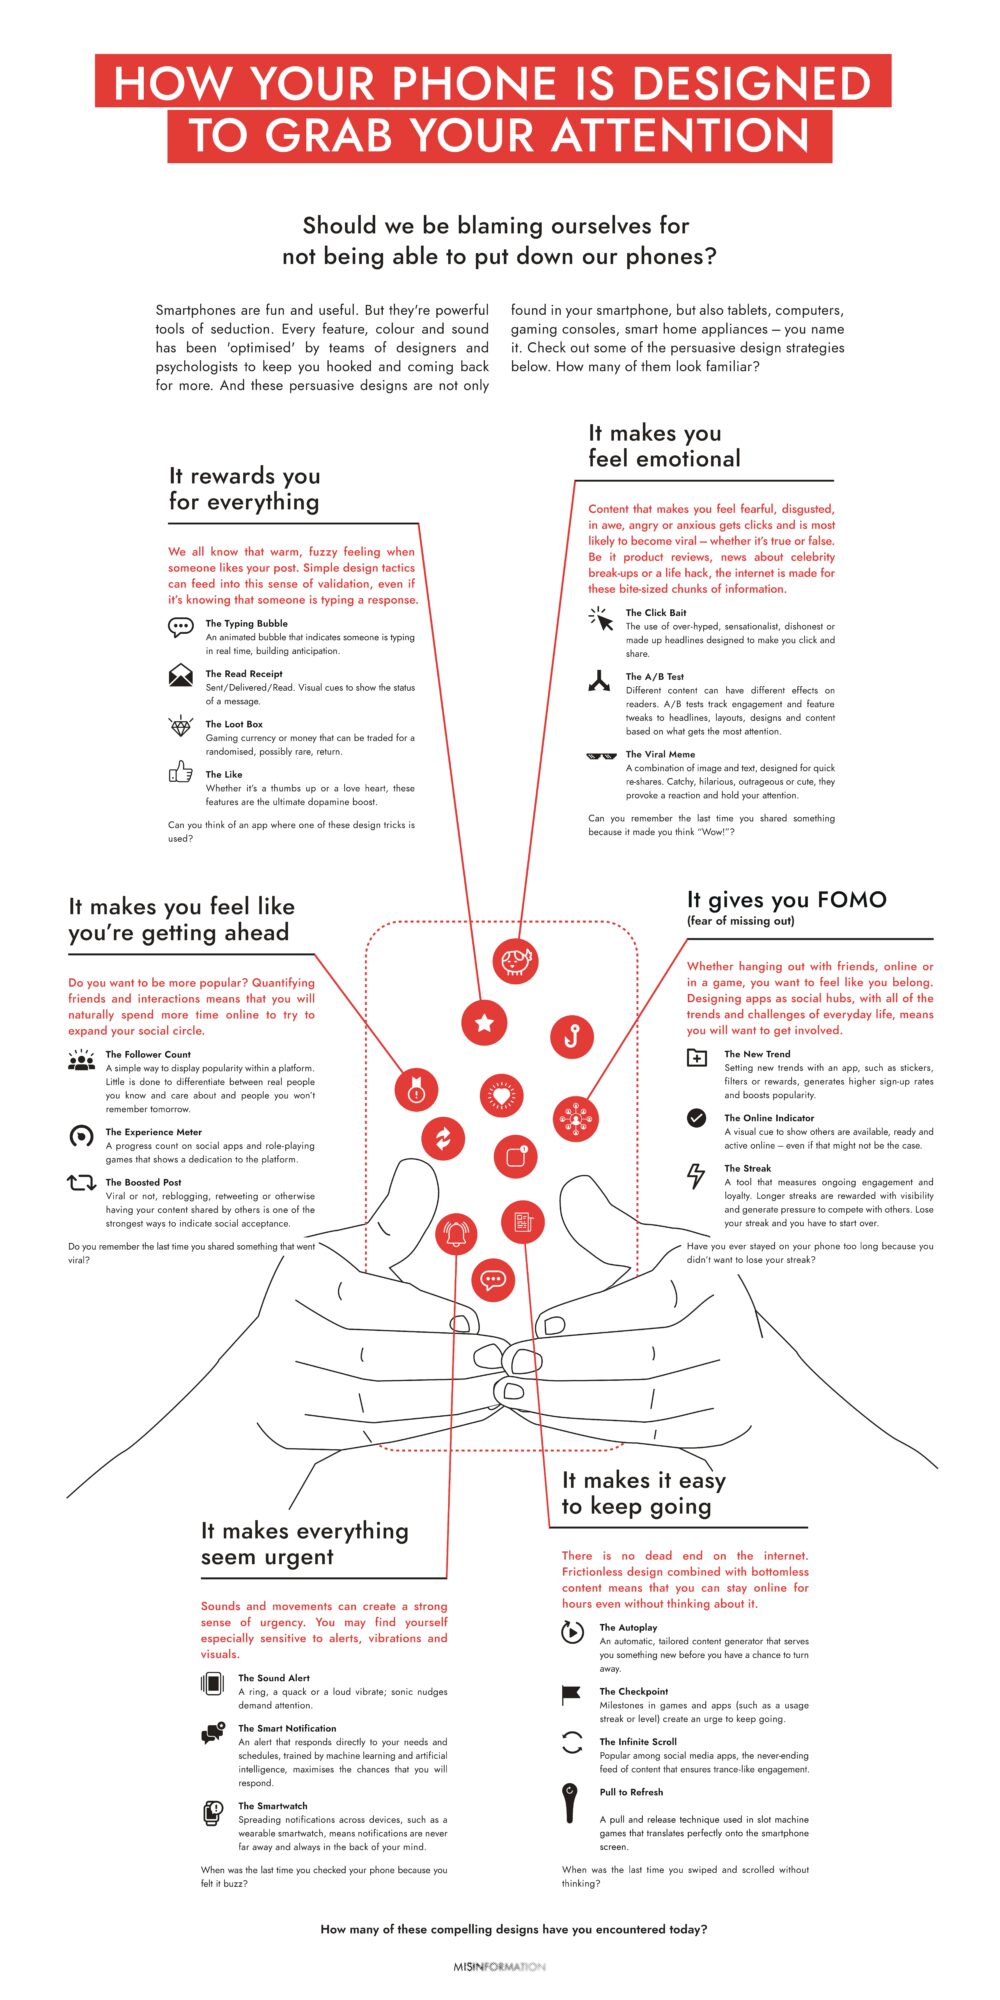 HOW YOUR PHONE IS DESIGNED
TO GRAB YOUR ATTENTION
Should we be blaming ourselves for
not being able to put down our phones?
Smartphones are fun and useful. But they're powerful
tools of seduction. Every feature, colour and sound
has been 'optimised' by teams of designers and
psychologists to keep you hooked and coming back
for more. And these persuasive designs are not only
found in your smartphone, but also tablets, computers,
gaming consoles, smart home appliances – you name
it. Check out some of the persuasive design strategies
below. How many of them look familiar?
It rewards you
for everything
We all know that warm, fuzzy feeling when
someone likes your post. Simple design tactics
can feed into this sense of validation, even if
it's knowing that someone is typing a response.
The Typing Bubble
An animated bubble that indicates someone is typing
in real time, building anticipation.
The Read Receipt
Sent/Delivered/Read. Visual cues to show the status
of a message.
The Loot Box
Gaming currency or money that can be traded for a
randomised, possibly rare, return.
The Like
Whether it's a thumbs up or a love heart, these
features are the ultimate dopamine boost.
Can you think of an app where one of these design tricks is
used?
It makes you
feel emotional
Content that makes you feel fearful, disgusted,
in awe, angry or anxious gets clicks and is most
likely to become viral – whether it's true or false.
Be it product reviews, news about celebrity
break-ups or a life hack, the internet is made for
these bite-sized chunks of information.
The Click Bait
The use of over-hyped, sensationalist, dishonest or
made up headlines designed to make you click and
share.
The A/B Test
Different content can have different effects on
readers. A/B tests track engagement and feature
tweaks to headlines, layouts, designs and content
based on what gets the most attention.
The Viral Meme
A combination of image and text, designed for quick
re-shares. Catchy, hilarious, outrageous or cute, they
provoke a reaction and hold your attention.
Can you remember the last time you shared something
because it made you think "Wow!"?
It makes you feel like
you're getting ahead
Do you want to be more popular? Quantifying
friends and interactions means that you will
naturally spend more time online to try to
expand your social circle.
The Follower Count
A simple way to display popularity within a platform.
Little is done to differentiate between real people
you know and care about and people you won't
remember tomorrow.
The Experience Meter
A progress count on social apps and role-playing
games that shows a dedication to the platform.
The Boosted Post
Viral or not, reblogging, retweeting or otherwise
having your content shared by others is one of the
strongest ways to indicate social acceptance.
Do you remember the last time you shared something that went
viral?
It gives you FOMO
(fear of missing out)
Whether hanging out with friends, online or
in a game, you want to feel like you belong.
Designing apps as social hubs, with all of the
trends and challenges of everyday life, means
you will want to get involved.
The New Trend
Setting new trends with an app, such as stickers,
filters or rewards, generates higher sign-up rates
and boosts popularity.
The Online Indicator
A visual cue to show others are available, ready and
active online – even if that might not be the case.
The Streak
A tool that measures ongoing engagement and
loyalty. Longer streaks are rewarded with visibility
and generate pressure to compete with others. Lose
your streak and you have to start over.
Have you ever stayed on your phone too long because you
didn't want to lose your streak?
It makes everything
seem urgent
Sounds and movements can create a strong
sense of urgency. You may find yourself
especially sensitive to alerts, vibrations and
visuals.
The Sound Alert
A ring, a quack or a loud vibrate; sonic nudges
demand attention.
The Smart Notification
An alert that responds directly to your needs and
schedules, trained by machine learning and artificial
intelligence, maximises the chances that you will
respond.
The Smartwatch
Spreading notifications across devices, such as a
wearable smartwatch, means notifications are never
far away and always in the back of your mind.
When was the last time you checked your phone because you
felt it buzz?
It makes it easy
to keep going
There is no dead end on the internet.
Frictionless design combined with bottomless
content means that you can stay online for
hours even without thinking about it.
The Autoplay
An automatic, tailored content generator that serves
you something new before you have a chance to turn
away.
The Checkpoint
Milestones in games and apps (such as a usage
streak or level) create an urge to keep going.
The Infinite Scroll
Popular among social media apps, the never-ending
feed of content that ensures trance-like engagement.
Pull to Refresh
A pull and release technique used in slot machine
games that translates perfectly onto the smartphone
screen.
When was the last time you swiped and scrolled without
thinking?
How many of these compelling designs have you encountered today?
MISINFORMATION